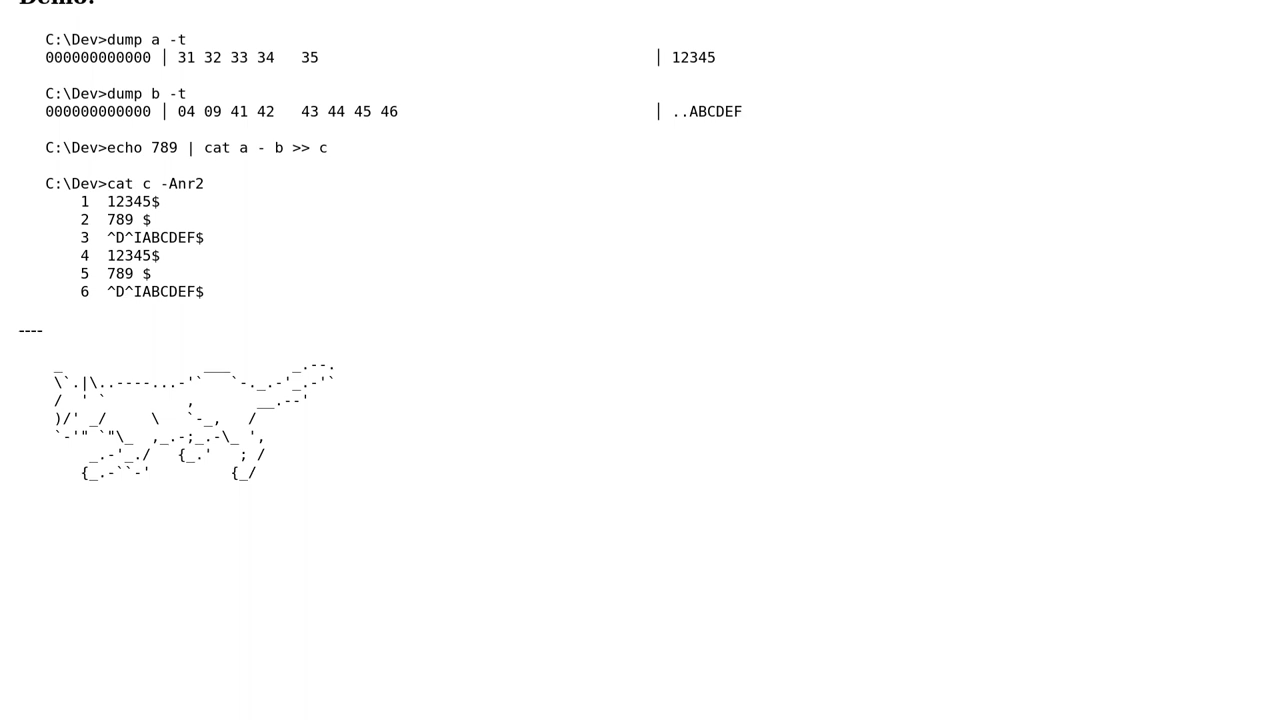 Demo:
C:\Dev>dump a -t
000000000000 | 31 32 33 34   35                                      | 12345
C:\Dev>dump b -t
000000000000 | 04 09 41 42   43 44 45 46                             | ..ABCDEF
C:\Dev>echo 789 | cat a - b >> c
C:\Dev>cat c -Anr2
    1  12345$
    2  789 $
    3  ^D^IABCDEF$
    4  12345$
    5  789 $
    6  ^D^IABCDEF$
----
 _                ___       _.--.
 \`.|\..----...-'`   `-._.-'_.-'`
 /  ' `         ,       __.--'
 )/' _/     \   `-_,   /
 `-'" `"\_  ,_.-;_.-\_ ',
     _.-'_./   {_.'   ; /
    {_.-``-'         {_/